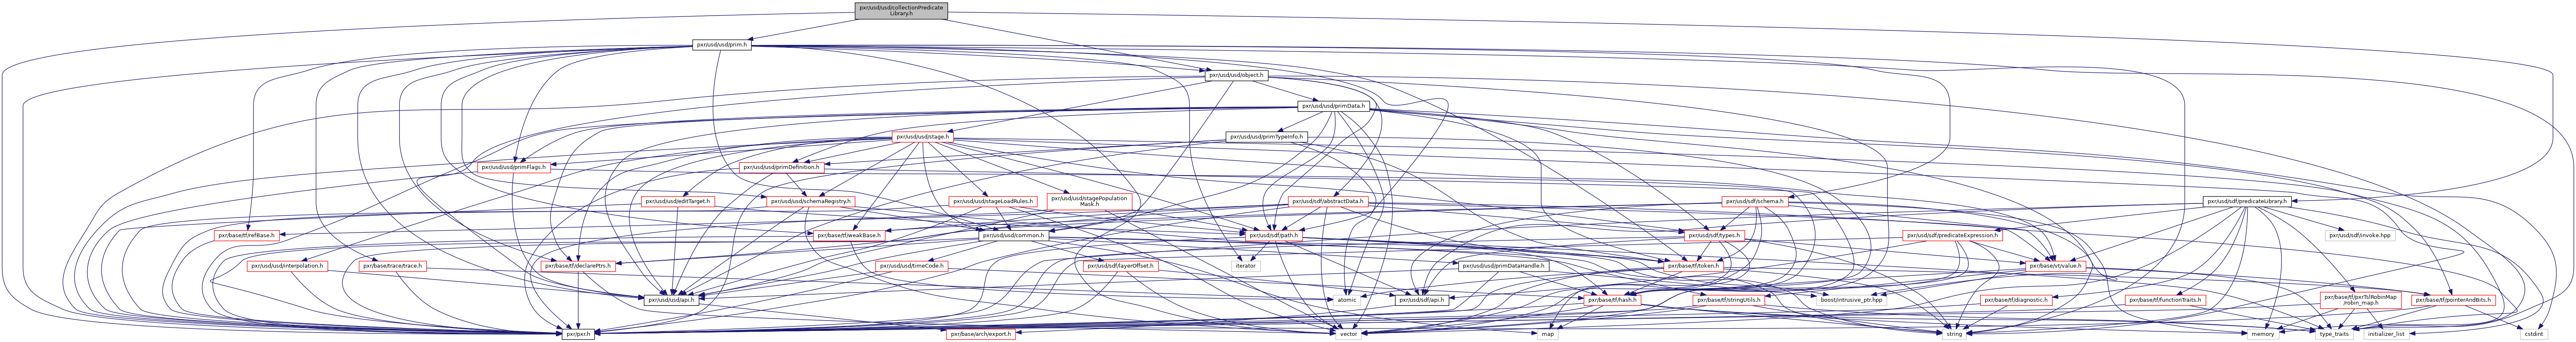 pxr/usd/usd/collectionPredicate
Library.h
pxr/usd/usd/prim.h
pxr/usd/usd/object.h
pxr/usd/usd/primData.h
pxr/usd/usd/stage.h
pxr/usd/usd/primTypeInfo.h
pxr/usd/usd/primFlags.h
pxr/usd/usd/primDefinition.h
pxr/usd/usd/editTarget.h
pxr/usd/usd/schemaRegistry.h
pxr/usd/usd/stageLoadRules.h
pxr/usd/usd/stagePopulation
Mask.h
pxr/usd/sdf/abstractData.h
pxr/usd/sdf/schema.h
pxr/usd/sdf/predicateLibrary.h
pxr/base/tf/refBase.h
pxr/base/tf/weakBase.h
pxr/usd/usd/common.h
pxr/usd/sdf/path.h
pxr/usd/sdf/types.h
pxr/usd/sdf/predicateExpression.h
pxr/usd/sdf/invoke.hpp
pxr/usd/usd/interpolation.h
pxr/base/trace/trace.h
pxr/base/tf/declarePtrs.h
pxr/usd/usd/timeCode.h
pxr/usd/sdf/layerOffset.h
iterator
pxr/usd/usd/primDataHandle.h
pxr/base/tf/token.h
pxr/base/vt/value.h
pxr/usd/usd/api.h
atomic
pxr/usd/sdf/api.h
pxr/base/tf/hash.h
pxr/base/tf/stringUtils.h
boost/intrusive_ptr.hpp
pxr/base/tf/diagnostic.h
pxr/base/tf/functionTraits.h
pxr/base/tf/pxrTslRobinMap
/robin_map.h
pxr/base/tf/pointerAndBits.h
pxr/pxr.h
pxr/base/arch/export.h
vector
map
string
memory
type_traits
initializer_list
cstdint